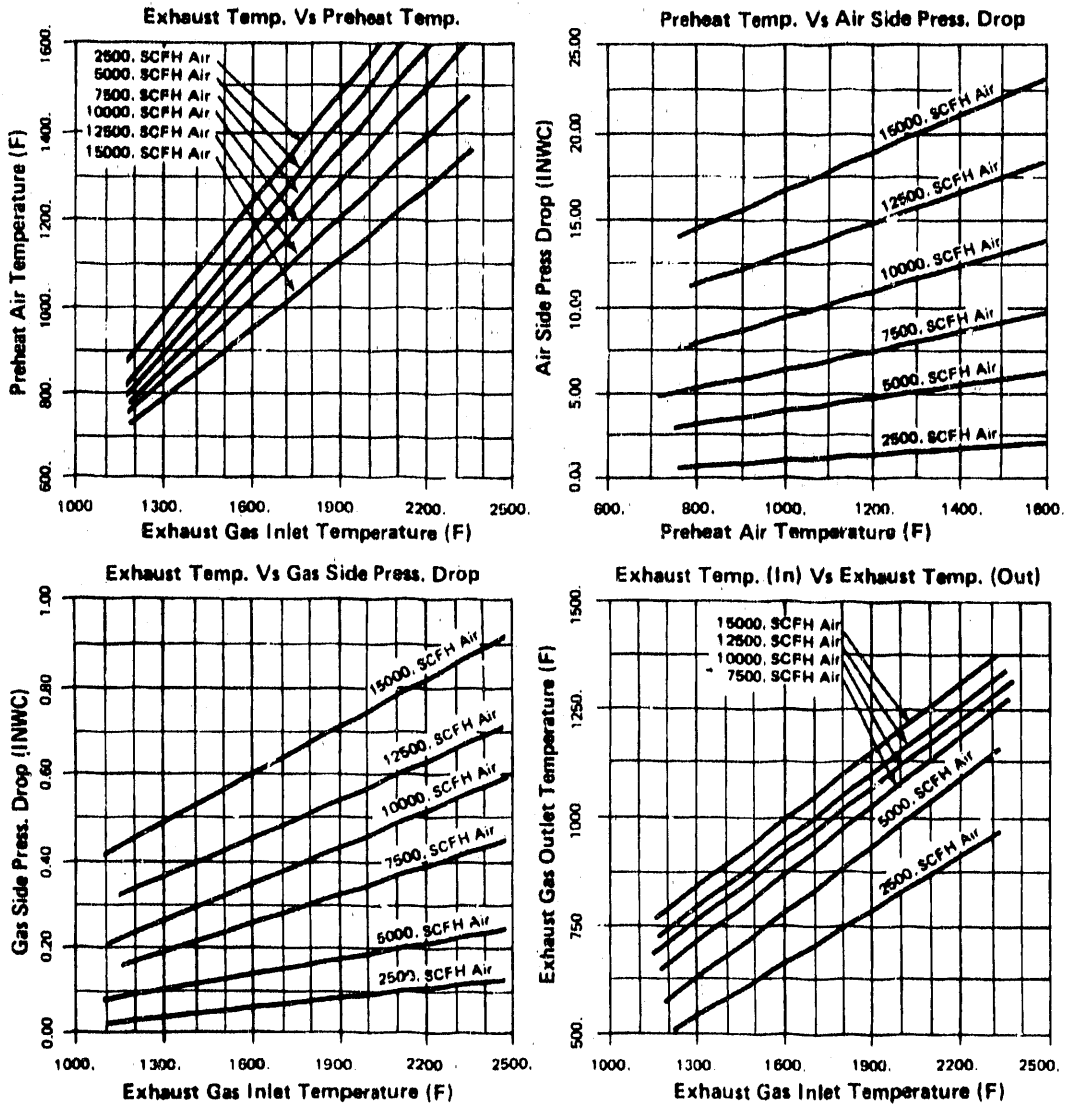 Exhaust Temp. Vs Preheat Temp.
1600.
1400.
1200.
1000.
800.
600.
Preheat Air Temperature (F)
2500. SCFH Air
5000. SCFH Air
7500. SCFH Air
10000. SCFH Air
12500. SCFH Air
15000. SCFH Air
1000
1300.
1600.
1900.
2200.
2500.
Exhaust Gas Inlet Temperature (F)
Preheat Temp. Vs Air Side Press. Drop
25.00
20.00
15.00
10.00
5.00
0.00
Air Side Press Drop (INWC)
15000. SCFH Air
12500. SCFH Air
10000. SCFH Air
7500. SCFH Air
5000. SCFH Air
2500. SCFH Air
600.
800.
1000.
1200.
1400.
1600.
Preheat Air Temperature (F)
Exhaust Temp. Vs Gas Side Press. Drop
1.00
0.80
0.60
0.40
0.20
0.00
Gas Side Press. Drop (INWC)
15000. SCFH Air
12500. SCFH Air
10000. SCFH Air
7500. SCFH Air
5000. SCFH Air
2500. SCFH Air
1000.
1300.
1600.
1900.
2200.
2500.
Exhaust Gas Inlet Temperature (F)
Exhaust Temp. (In) Vs Exhaust Temp. (Out)
1500.
1250.
1000.
750.
500.
Exhaust Gas Outlet Temperature (F)
15000. SCFH Air
12500. SCFH Air
10000. SCFH Air
7500. SCFH Air
5000. SCFH Air
2500. SCFH Air
1000.
1300.
1600.
1900.
2200.
2500.
Exhaust Gas Inlet Temperature (F)